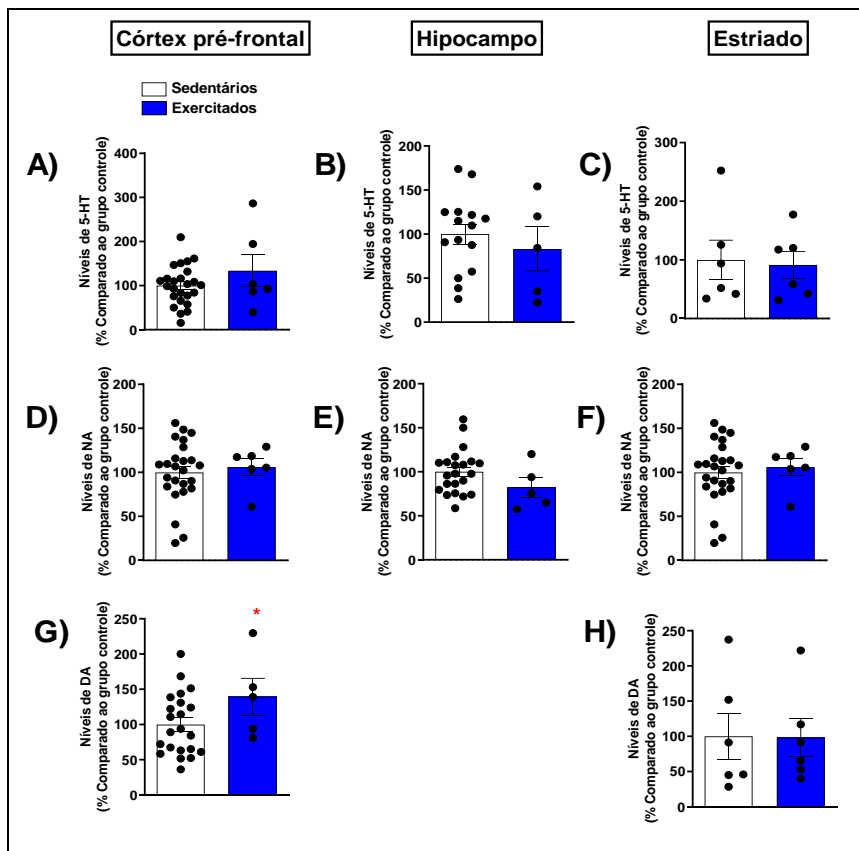 Córtex pré-frontal
Hipocampo
Estriado
Sedentários
Exercitados
A)
Níveis de 5-HT
(% Comparado ao grupo controle)
400
300
200
100
0
B)
Níveis de 5-HT
(% Comparado ao grupo controle)
200
150
100
50
0
C)
Níveis de 5-HT
(% Comparado ao grupo controle)
300
200
100
0
D)
Níveis de NA
(% Comparado ao grupo controle)
200
150
100
50
0
E)
Níveis de NA
(% Comparado ao grupo controle)
200
150
100
50
0
F)
Níveis de NA
(% Comparado ao grupo controle)
200
150
100
50
0
G)
Níveis de DA
(% Comparado ao grupo controle)
250
200
150
100
50
0
*
H)
Níveis de DA
(% Comparado ao grupo controle)
250
200
150
100
50
0